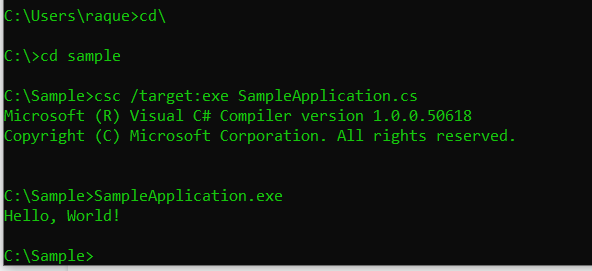 C:\Users\raque>cd\
C:\>cd sample
C:\Sample>csc /target:exe SampleApplication.cs
Microsoft (R) Visual C# Compiler version 1.0.0.50618
Copyright (C) Microsoft Corporation. All rights reserved.
C:\Sample>SampleApplication.exe
Hello, World!
C:\Sample>